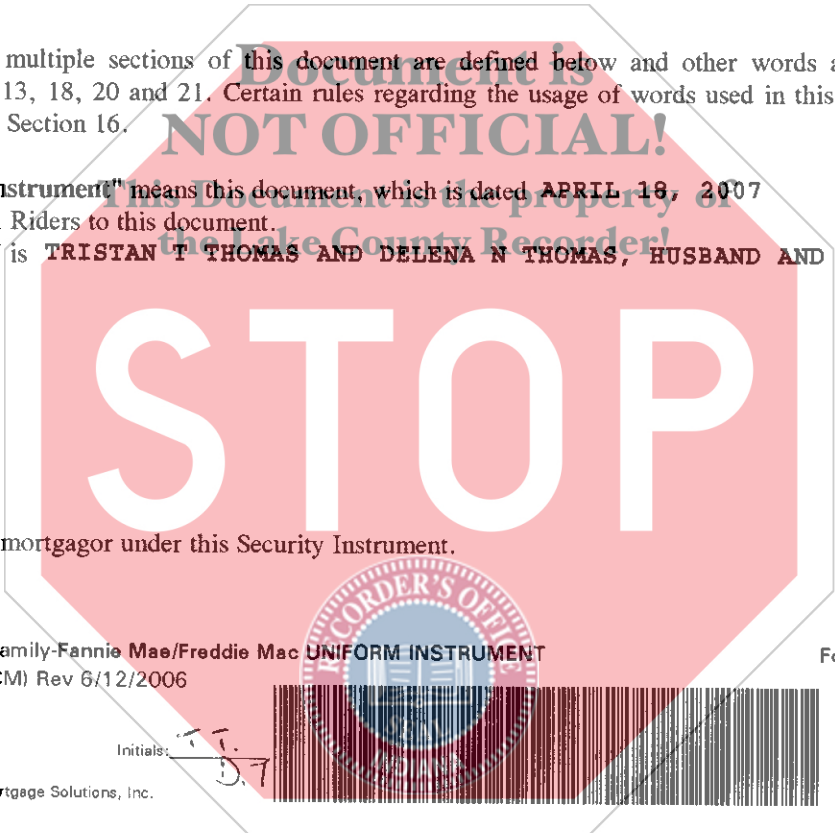 multiple sections of this document are defined below and other words a
13, 18, 20 and 21. Certain rules regarding the usage of words used in this
Section 16.
Document is
NOT OFFICIAL!
This Document is the property of
the Lake County Recorder!
nstrument" means this document, which is dated APRIL 18, 2007
Riders to this document.
is TRISTAN T THOMAS AND DELENA N THOMAS, HUSBAND AND
STOP
mortgagor under this Security Instrument.
RECORDER'S OFFICE
SEAL
INDIANA
amily-Fannie Mae/Freddie Mac UNIFORM INSTRUMENT
Fo
CM) Rev 6/12/2006
Initials: T T.
D.T
rtgage Solutions, Inc.